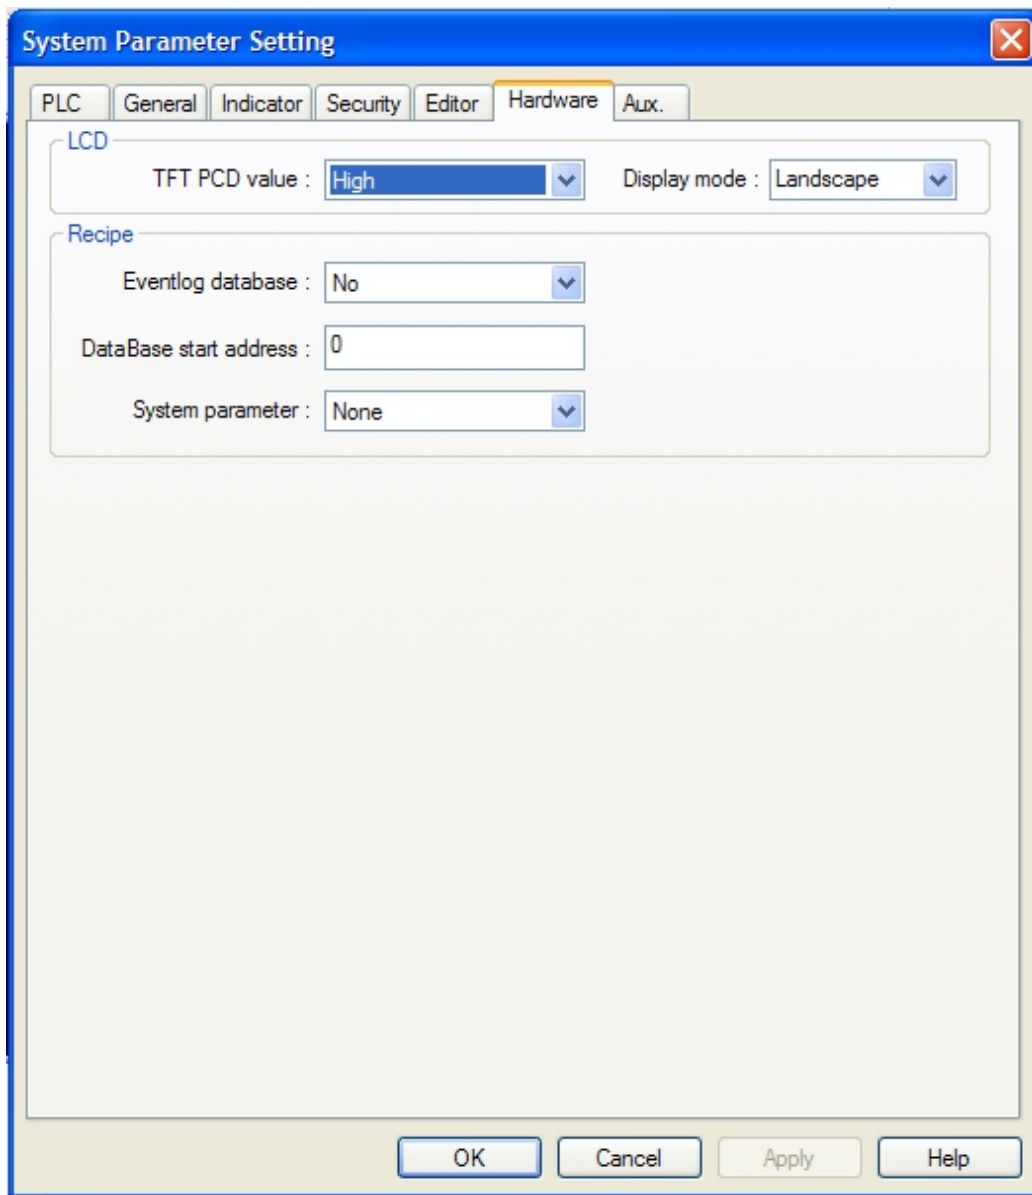 System Parameter Setting
PLC General Indicator Security Editor Hardware Aux.
LCD
TFT PCD value : High Display mode : Landscape
Recipe
Eventlog database : No
DataBase start address : 0
System parameter : None
OK Cancel Apply Help